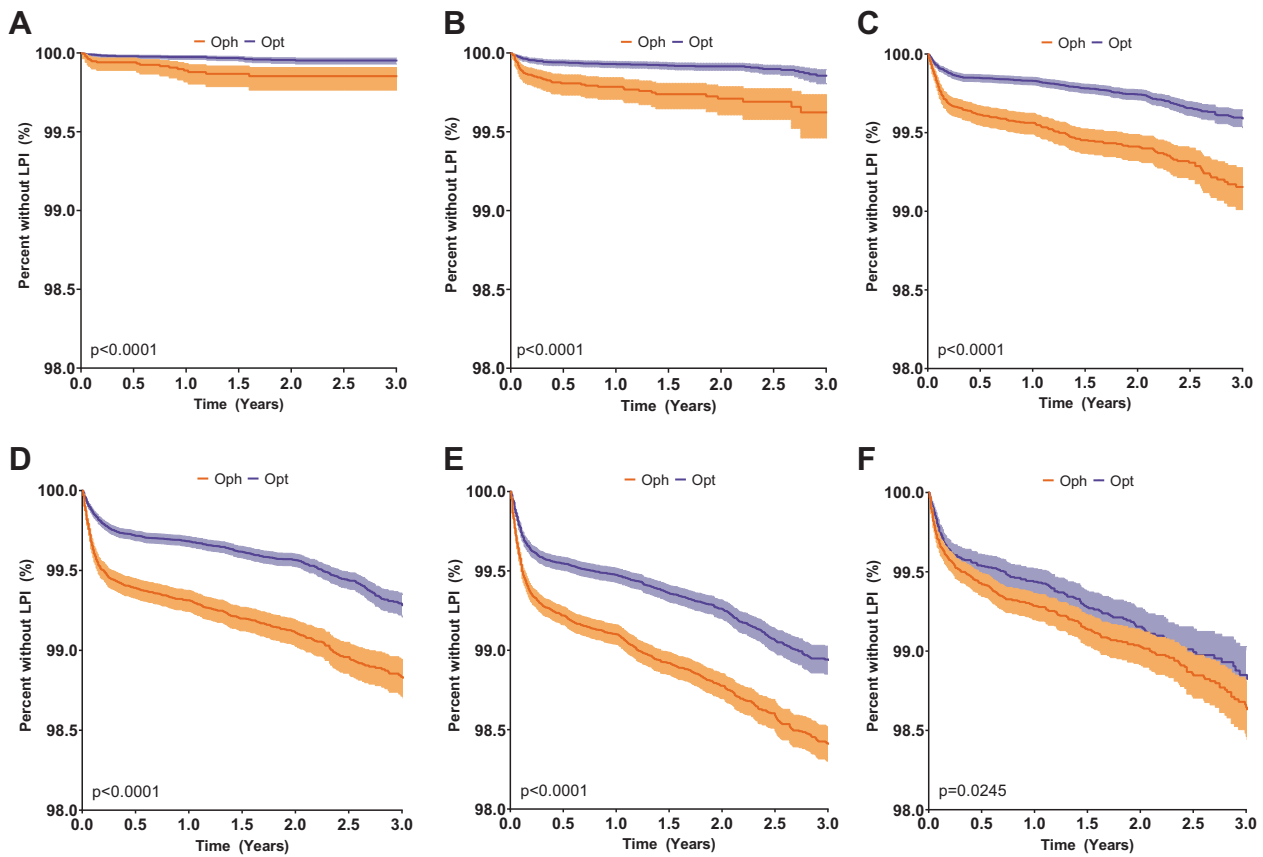 A
Oph Opt
Percent without LPI (%)
100.0
99.5
99.0
98.5
98.0
p<0.0001
0.0 0.5 1.0 1.5 2.0 2.5 3.0
Time (Years)
B
Oph Opt
Percent without LPI (%)
100.0
99.5
99.0
98.5
98.0
p<0.0001
0.0 0.5 1.0 1.5 2.0 2.5 3.0
Time (Years)
C
Oph Opt
Percent without LPI (%)
100.0
99.5
99.0
98.5
98.0
p<0.0001
0.0 0.5 1.0 1.5 2.0 2.5 3.0
Time (Years)
D
Oph Opt
Percent without LPI (%)
100.0
99.5
99.0
98.5
98.0
p<0.0001
0.0 0.5 1.0 1.5 2.0 2.5 3.0
Time (Years)
E
Oph Opt
Percent without LPI (%)
100.0
99.5
99.0
98.5
98.0
p<0.0001
0.0 0.5 1.0 1.5 2.0 2.5 3.0
Time (Years)
F
Oph Opt
Percent without LPI (%)
100.0
99.5
99.0
98.5
98.0
p=0.0245
0.0 0.5 1.0 1.5 2.0 2.5 3.0
Time (Years)